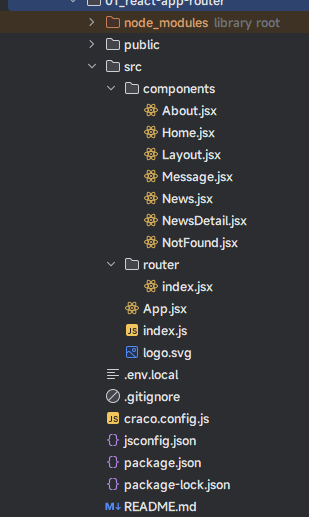 01_react-app-router
node_modules library root
public
src
components
About.jsx
Home.jsx
Layout.jsx
Message.jsx
News.jsx
NewsDetail.jsx
NotFound.jsx
router
index.jsx
App.jsx
JS index.js
logo.svg
.env.local
.gitignore
JS craco.config.js
{} jsconfig.json
{} package.json
{} package-lock.json
M↓ README.md